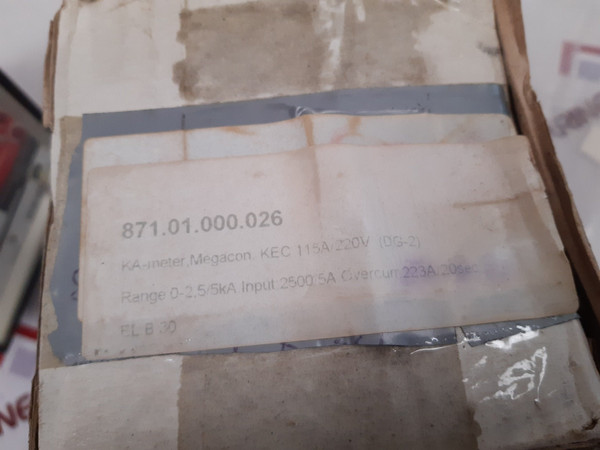 871.01.000.026
KA-meter,Megacon, KEC 115A 220V (DG-2)
Range 0-2,5/5kA Input 2500/5A Overcurr 223A 20sec
EL B 30